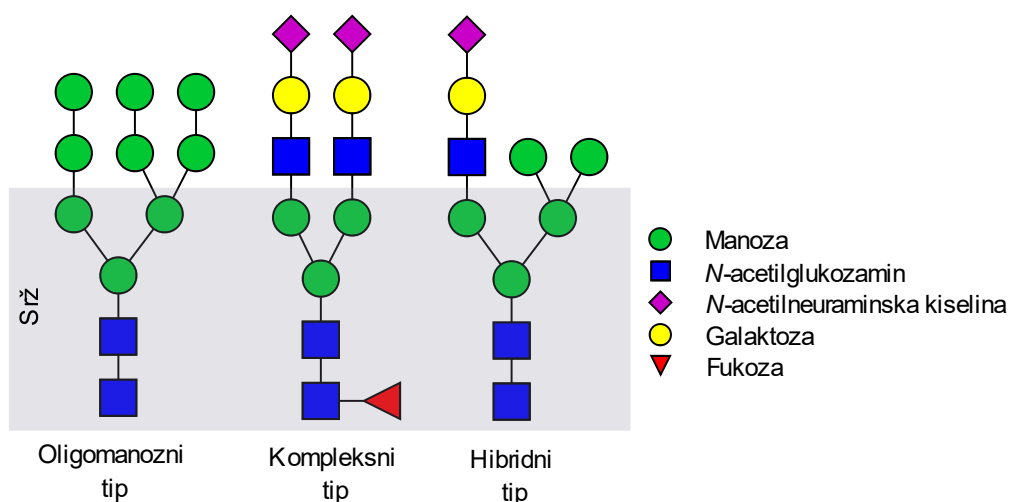 Srž
Oligomanozni
tip
Kompleksni
tip
Hibridni
tip
Manoza
N-acetilglukozamin
N-acetilneuraminska kiselina
Galaktoza
Fukoza